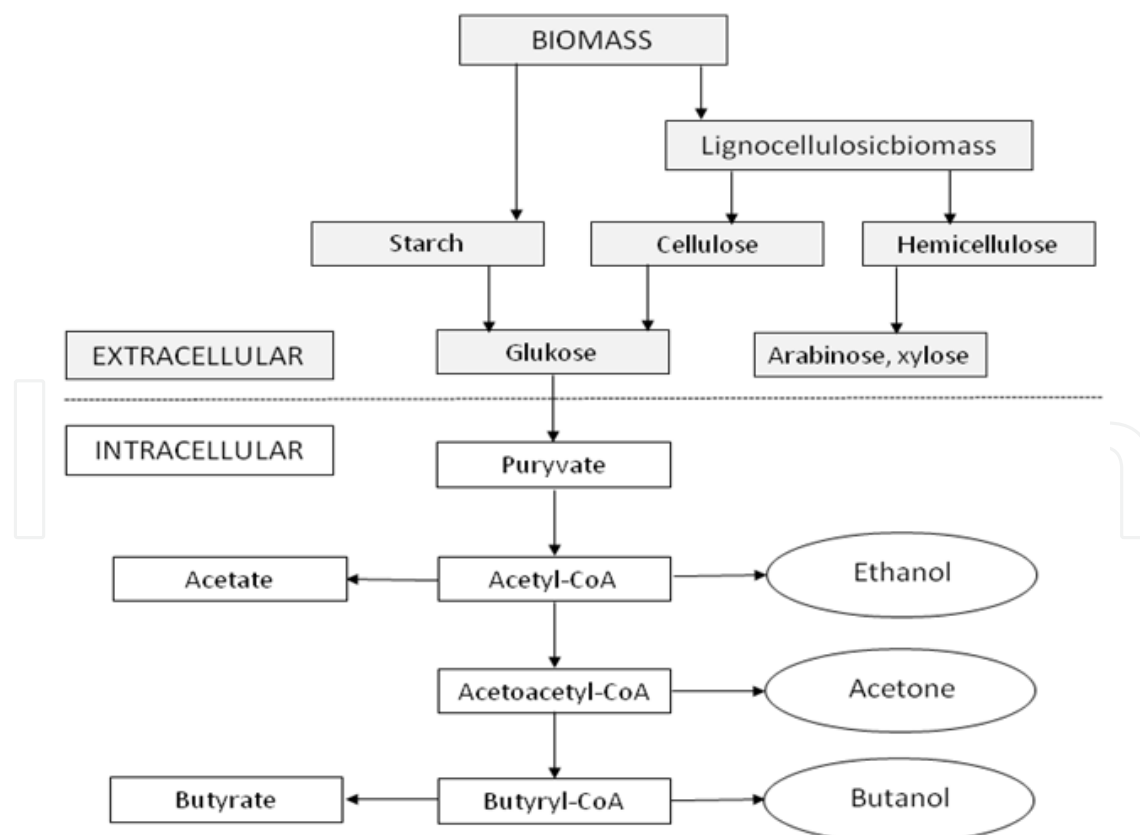 BIOMASS
Lignocellulosicbiomass
Starch
Cellulose
Hemicellulose
EXTRACELLULAR
Glukose
Arabinose, xylose
INTRACELLULAR
Puryvate
Acetate
Acetyl-CoA
Ethanol
Acetoacetyl-CoA
Acetone
Butyrate
Butyryl-CoA
Butanol